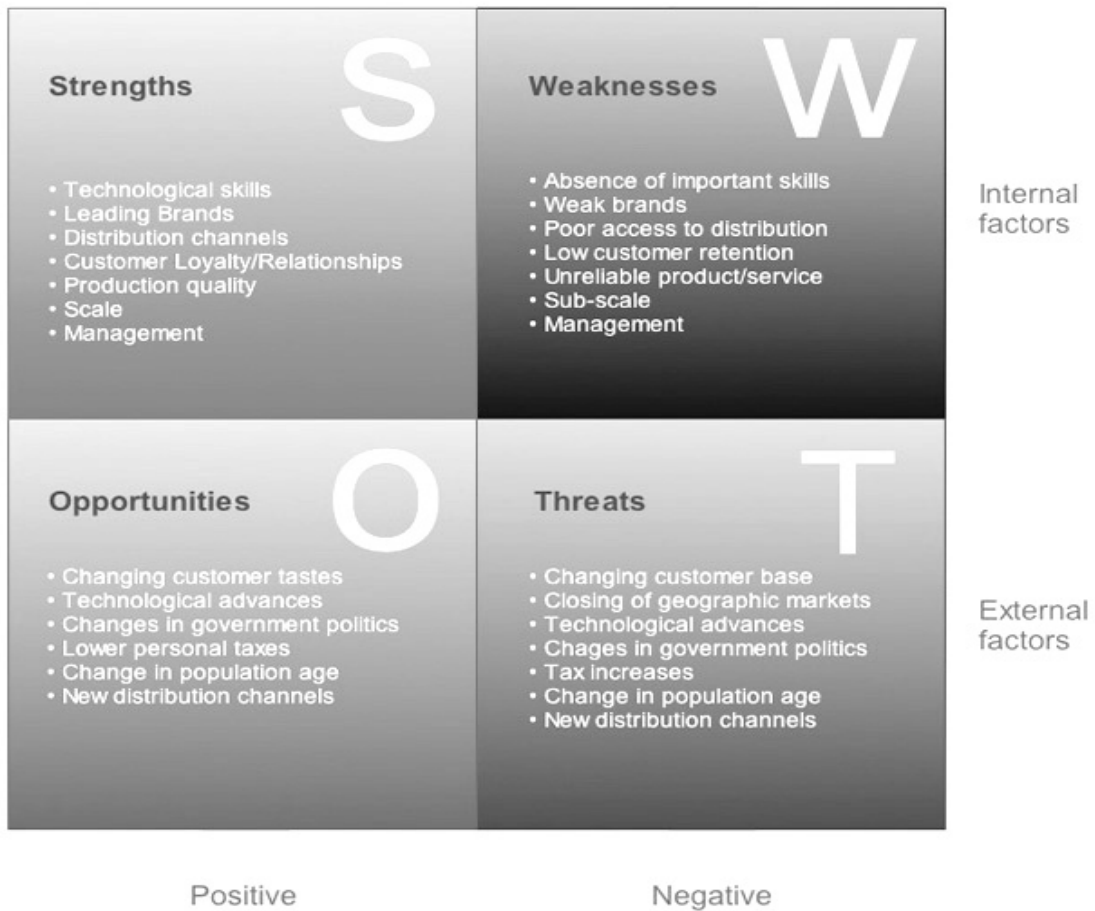 S
Strengths
• Technological skills
• Leading Brands
• Distribution channels
• Customer Loyalty/Relationships
• Production quality
• Scale
• Management
W
Weaknesses
• Absence of important skills
• Weak brands
• Poor access to distribution
• Low customer retention
• Unreliable product/service
• Sub-scale
• Management
Internal
factors
O
Opportunities
• Changing customer tastes
• Technological advances
• Changes in government politics
• Lower personal taxes
• Change in population age
• New distribution channels
T
Threats
• Changing customer base
• Closing of geographic markets
• Technological advances
• Chages in government politics
• Tax increases
• Change in population age
• New distribution channels
External
factors
Positive
Negative